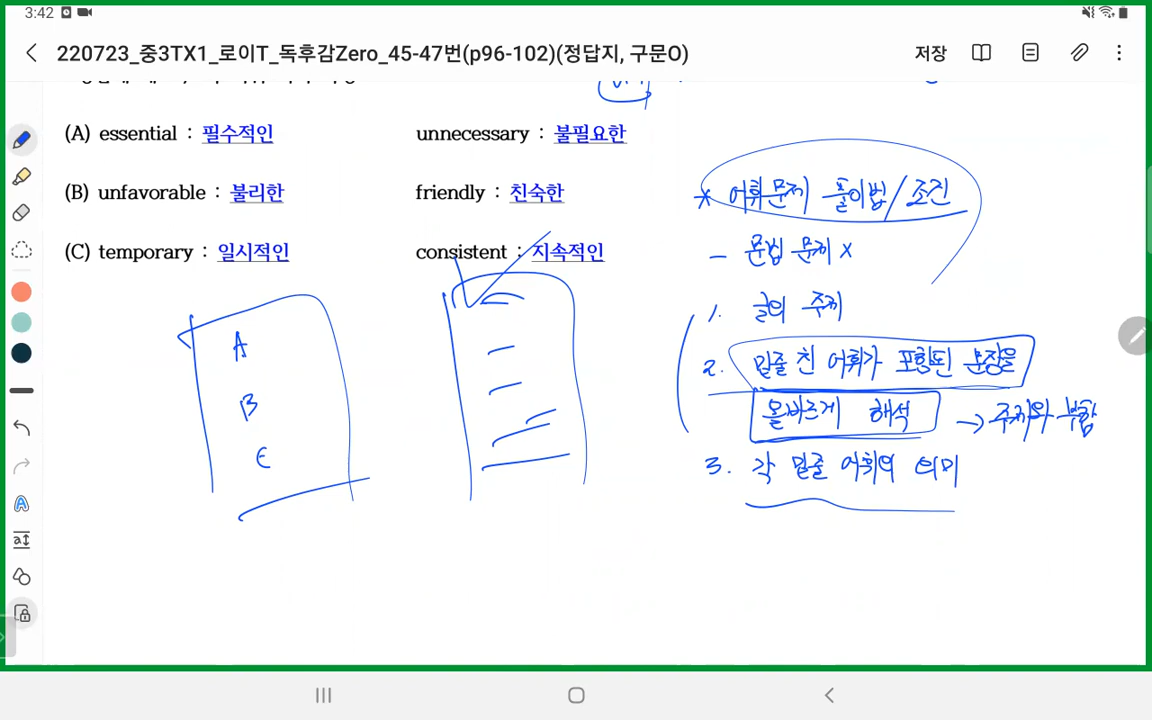 3:42
220723_중3TX1_로이T_독후감Zero_45-47번(p96-102)(정답지, 구문O)
저장
(A) essential : 필수적인 unnecessary : 불필요한
(B) unfavorable : 불리한 friendly : 친숙한
(C) temporary : 일시적인 consistent : 지속적인
* 어휘문제 풀이법/조건
- 문법 문제 X
1. 글의 주제
2. 밑줄 친 어휘가 포함된 문장을
올바르게 해석 → 주제와 부합
3. 각 밑줄 어휘의 의미
A
B
C